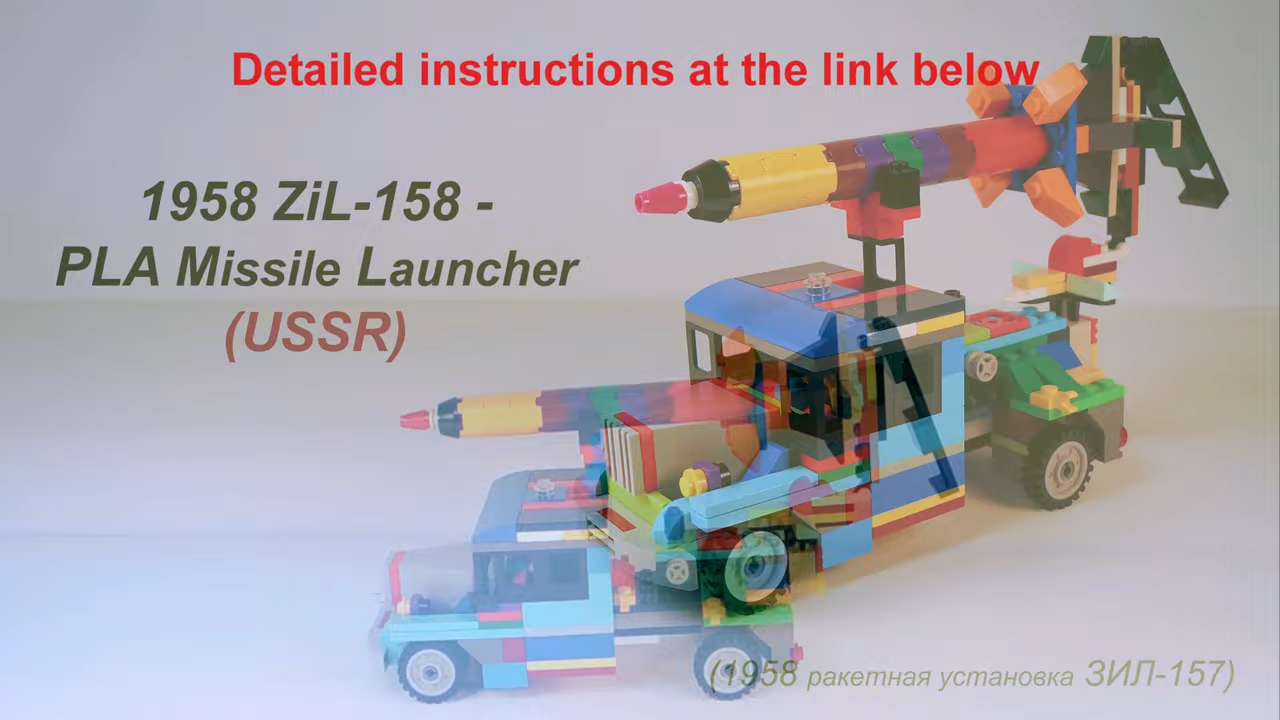 Detailed instructions at the link below
1958 ZiL-158 -
PLA Missile Launcher
(USSR)
(1958 ракетная установка ЗИЛ-157)